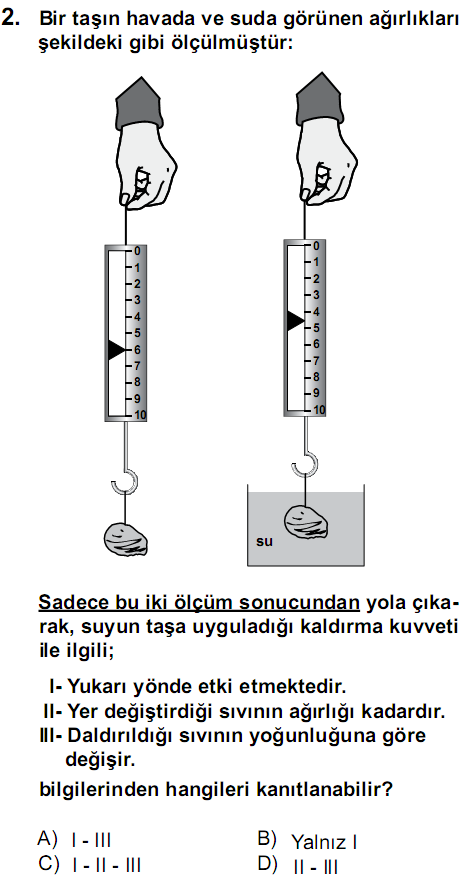 2. Bir taşın havada ve suda görünen ağırlıkları
şekildeki gibi ölçülmüştür:
0
1
2
3
4
5
6
7
8
9
10
0
1
2
3
4
5
6
7
8
9
10
su
Sadece bu iki ölçüm sonucundan yola çıka-
rak, suyun taşa uyguladığı kaldırma kuvveti
ile ilgili;
I- Yukarı yönde etki etmektedir.
II- Yer değiştirdiği sıvının ağırlığı kadardır.
III- Daldırıldığı sıvının yoğunluğuna göre
değişir.
bilgilerinden hangileri kanıtlanabilir?
A) I - III
B) Yalnız I
C) I - II - III
D) II - III